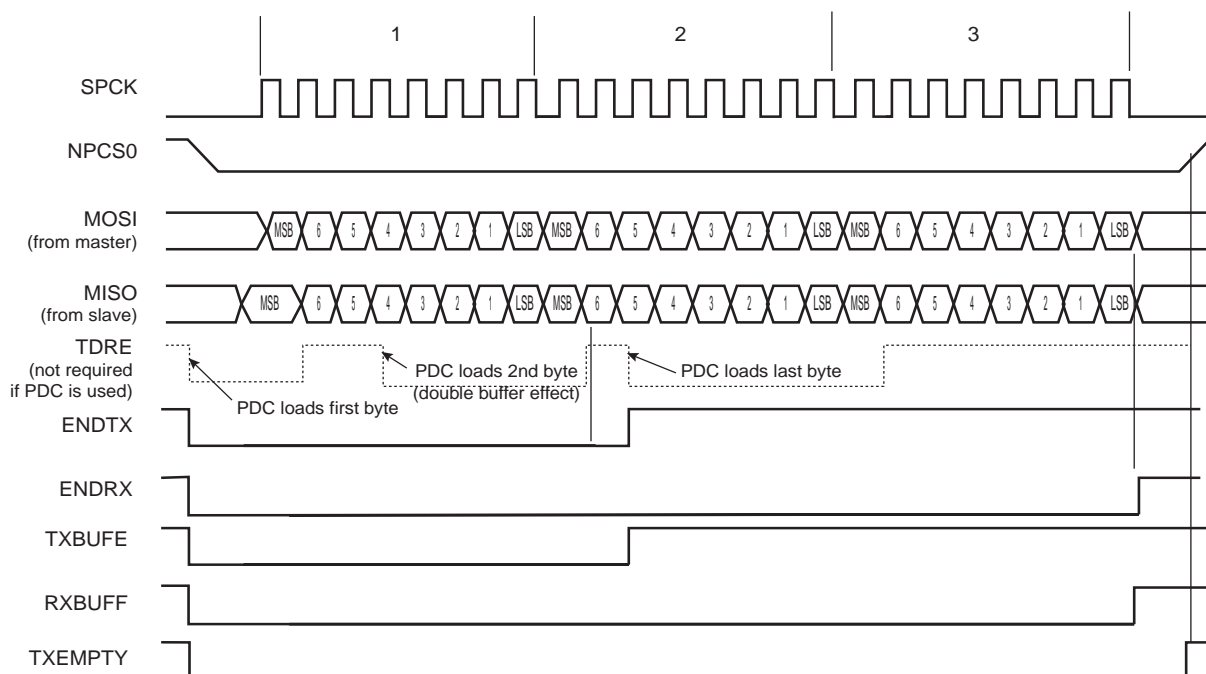 1 2 3
SPCK
NPCS0
MOSI
(from master)
MSB 6 5 4 3 2 1 LSB MSB 6 5 4 3 2 1 LSB MSB 6 5 4 3 2 1 LSB
MISO
(from slave)
MSB 6 5 4 3 2 1 LSB MSB 6 5 4 3 2 1 LSB MSB 6 5 4 3 2 1 LSB
TDRE
(not required
if PDC is used)
PDC loads first byte
PDC loads 2nd byte
(double buffer effect)
PDC loads last byte
ENDTX
ENDRX
TXBUFE
RXBUFF
TXEMPTY